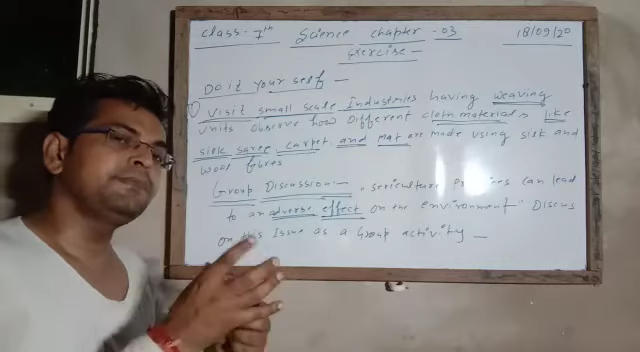 Class - 7th Science chapter - 03 18/09/20
Exercise -
Do it your self -
① Visit small scale Industries having weaving
units observe how different cloth materials like
silk saree carpet and mat are made using silk and
wool fibres
Group Discussion :- "Sericulture can lead
to an adverse effect on the environment" Discuss
on this Issue as a Group activity -